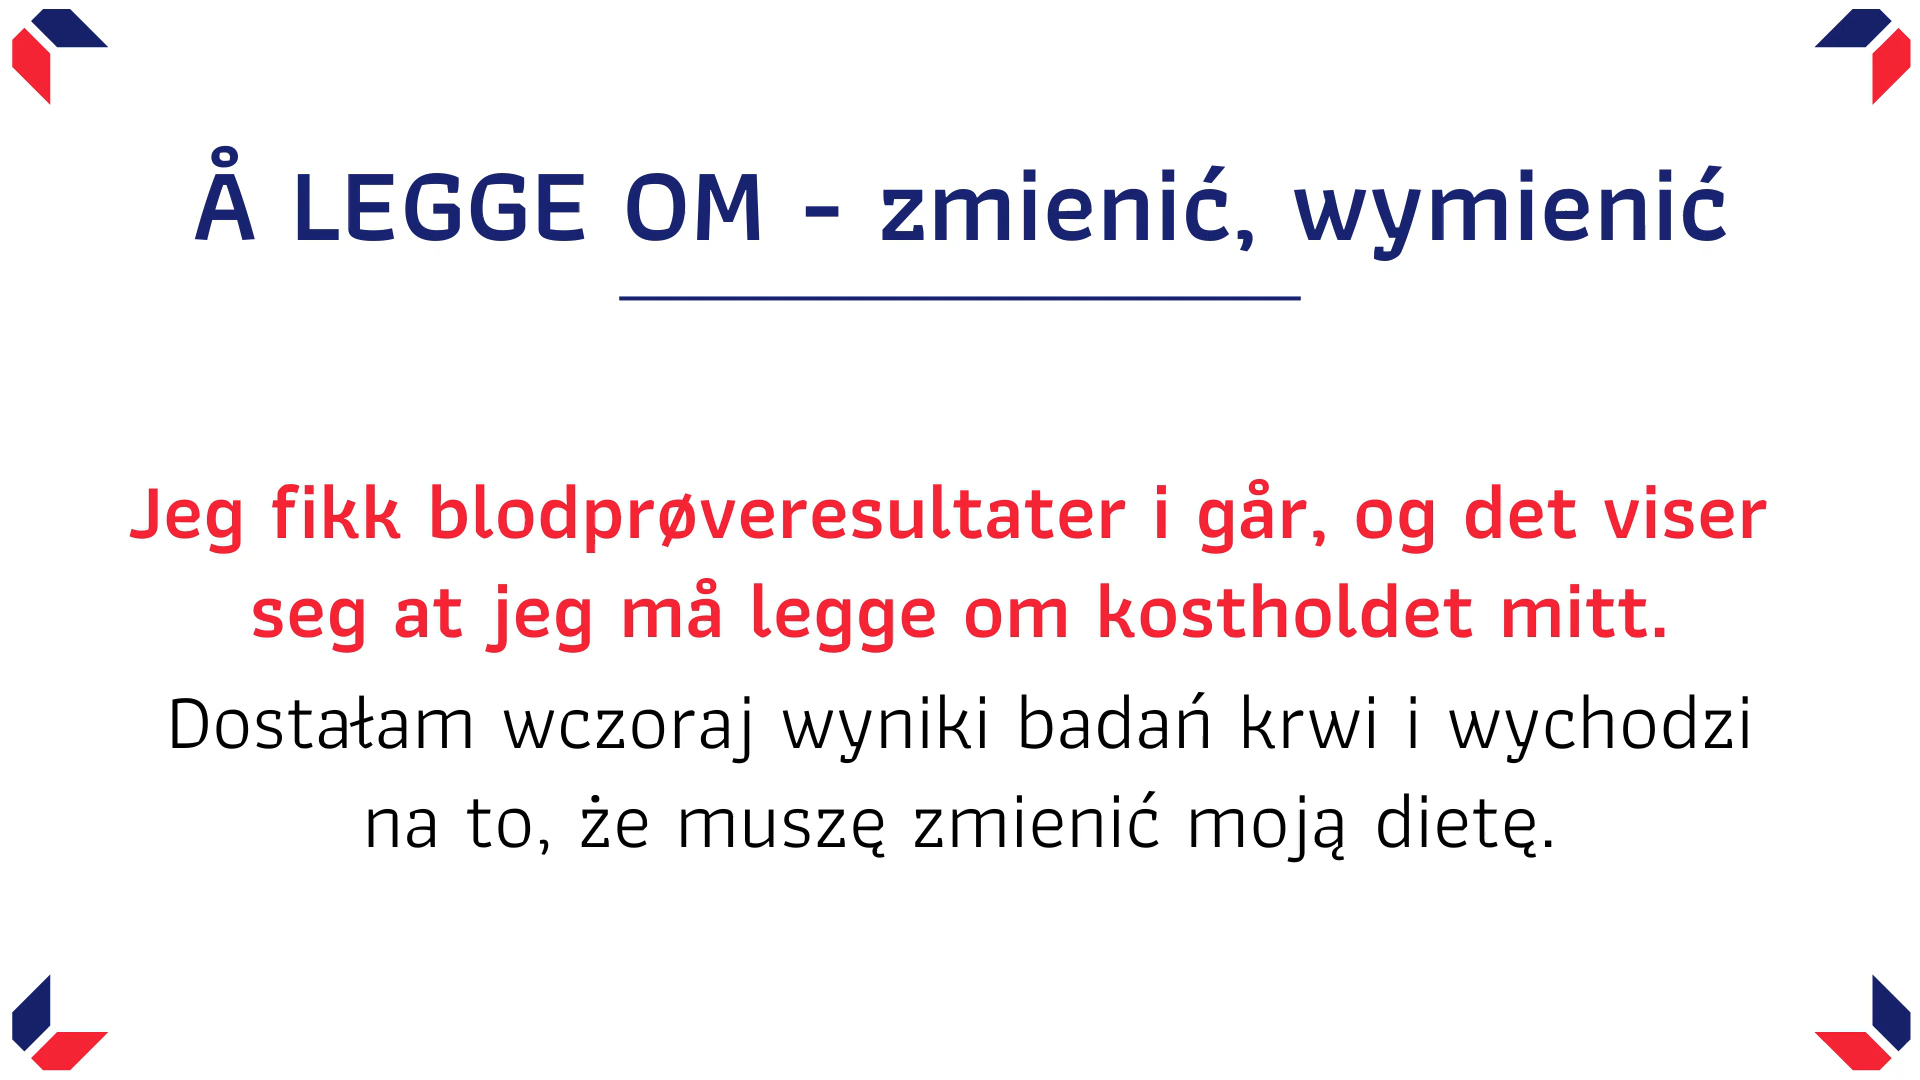 Å LEGGE OM - zmienić, wymienić
Jeg fikk blodprøveresultater i går, og det viser
seg at jeg må legge om kostholdet mitt.
Dostałam wczoraj wyniki badań krwi i wychodzi
na to, że muszę zmienić moją dietę.